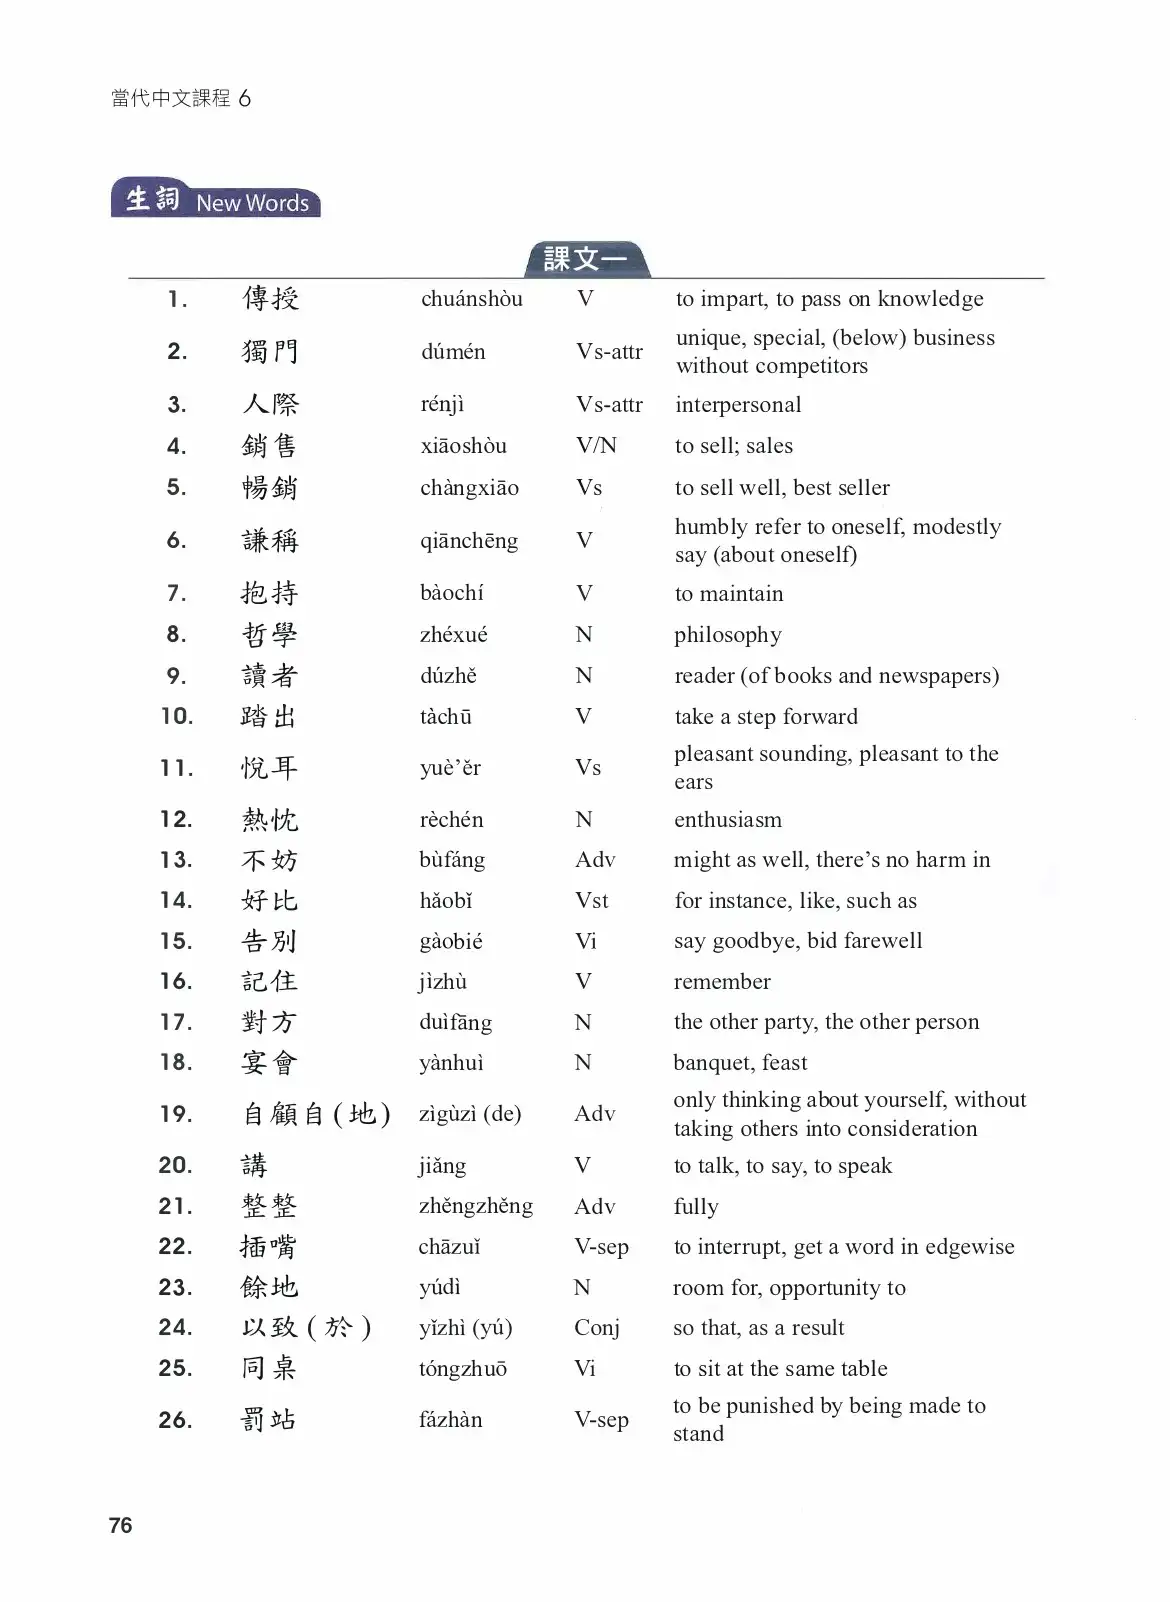 當代中文課程 6
生詞 New Words
課文一
1. 傳授 chuánshòu V to impart, to pass on knowledge
2. 獨門 dúmén Vs-attr unique, special, (below) business
without competitors
3. 人際 rénjì Vs-attr interpersonal
4. 銷售 xiāoshòu V/N to sell; sales
5. 暢銷 chàngxiāo Vs to sell well, best seller
6. 謙稱 qiānchēng V humbly refer to oneself, modestly
say (about oneself)
7. 抱持 bàochí V to maintain
8. 哲學 zhéxué N philosophy
9. 讀者 dúzhě N reader (of books and newspapers)
10. 踏出 tàchū V take a step forward
11. 悅耳 yuè’ěr Vs pleasant sounding, pleasant to the
ears
12. 熱忱 rèchén N enthusiasm
13. 不妨 bùfáng Adv might as well, there’s no harm in
14. 好比 hǎobǐ Vst for instance, like, such as
15. 告別 gàobié Vi say goodbye, bid farewell
16. 記住 jìzhù V remember
17. 對方 duìfāng N the other party, the other person
18. 宴會 yànhuì N banquet, feast
19. 自顧自(地) zìgùzì (de) Adv only thinking about yourself, without
taking others into consideration
20. 講 jiǎng V to talk, to say, to speak
21. 整整 zhěngzhěng Adv fully
22. 插嘴 chāzuǐ V-sep to interrupt, get a word in edgewise
23. 餘地 yúdì N room for, opportunity to
24. 以致(於) yǐzhì (yú) Conj so that, as a result
25. 同桌 tóngzhuō Vi to sit at the same table
26. 罰站 fázhàn V-sep to be punished by being made to
stand
76